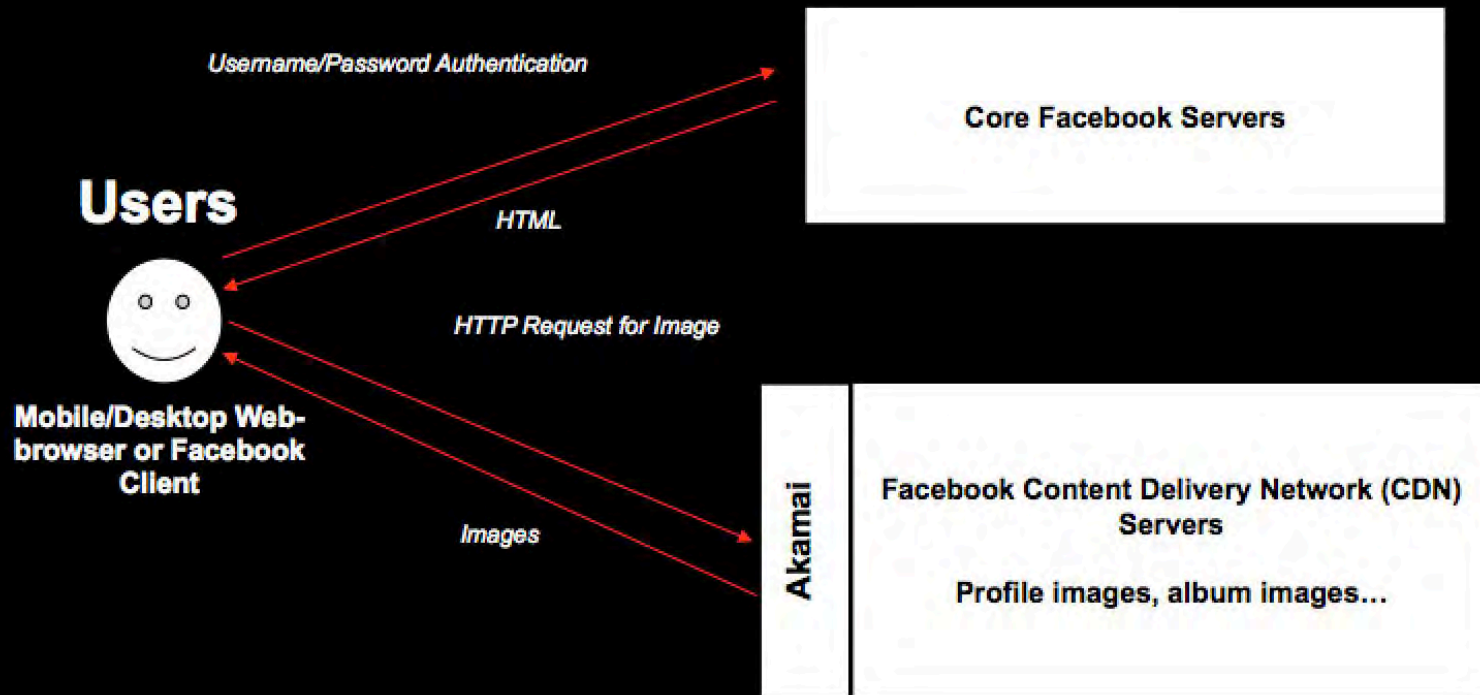 Username/Password Authentication
Core Facebook Servers
Users
HTML
HTTP Request for Image
Mobile/Desktop Web-
browser or Facebook
Client
Images
Akamai
Facebook Content Delivery Network (CDN)
Servers
Profile images, album images…